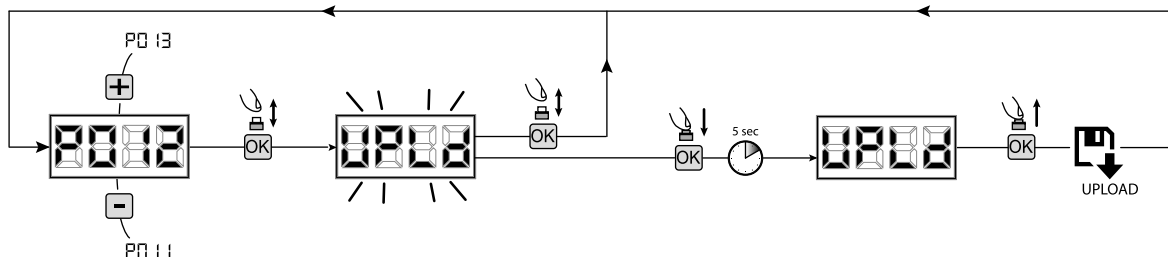 P013
+
P012
OK
UPLd
OK
OK
5 sec
UPLd
OK
UPLOAD
-
P011